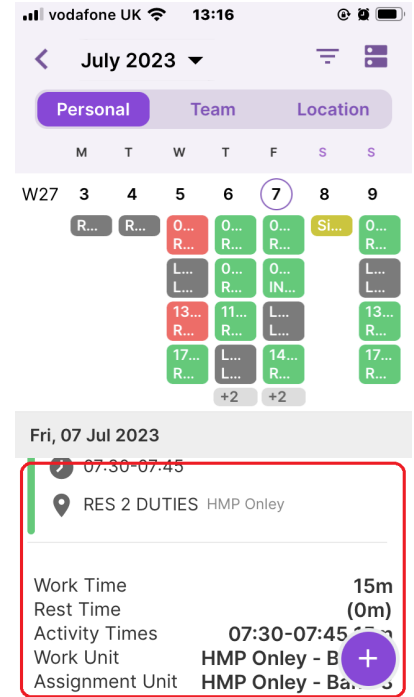 vodafone UK 13:16
July 2023
Personal Team Location
M T W T F S S
W27 3 4 5 6 7 8 9
R... R... 0... 0... 0... Si... 0...
R... R... R... R...
L... 0... 0... L...
L... R... IN... L...
13... 11... L... 13...
R... R... L... R...
17... L... 14... 17...
R... L... R... R...
+2 +2
Fri, 07 Jul 2023
07:30-07:45
RES 2 DUTIES HMP Onley
Work Time 15m
Rest Time (0m)
Activity Times 07:30-07:45
Work Unit HMP Onley - B
Assignment Unit HMP Onley -